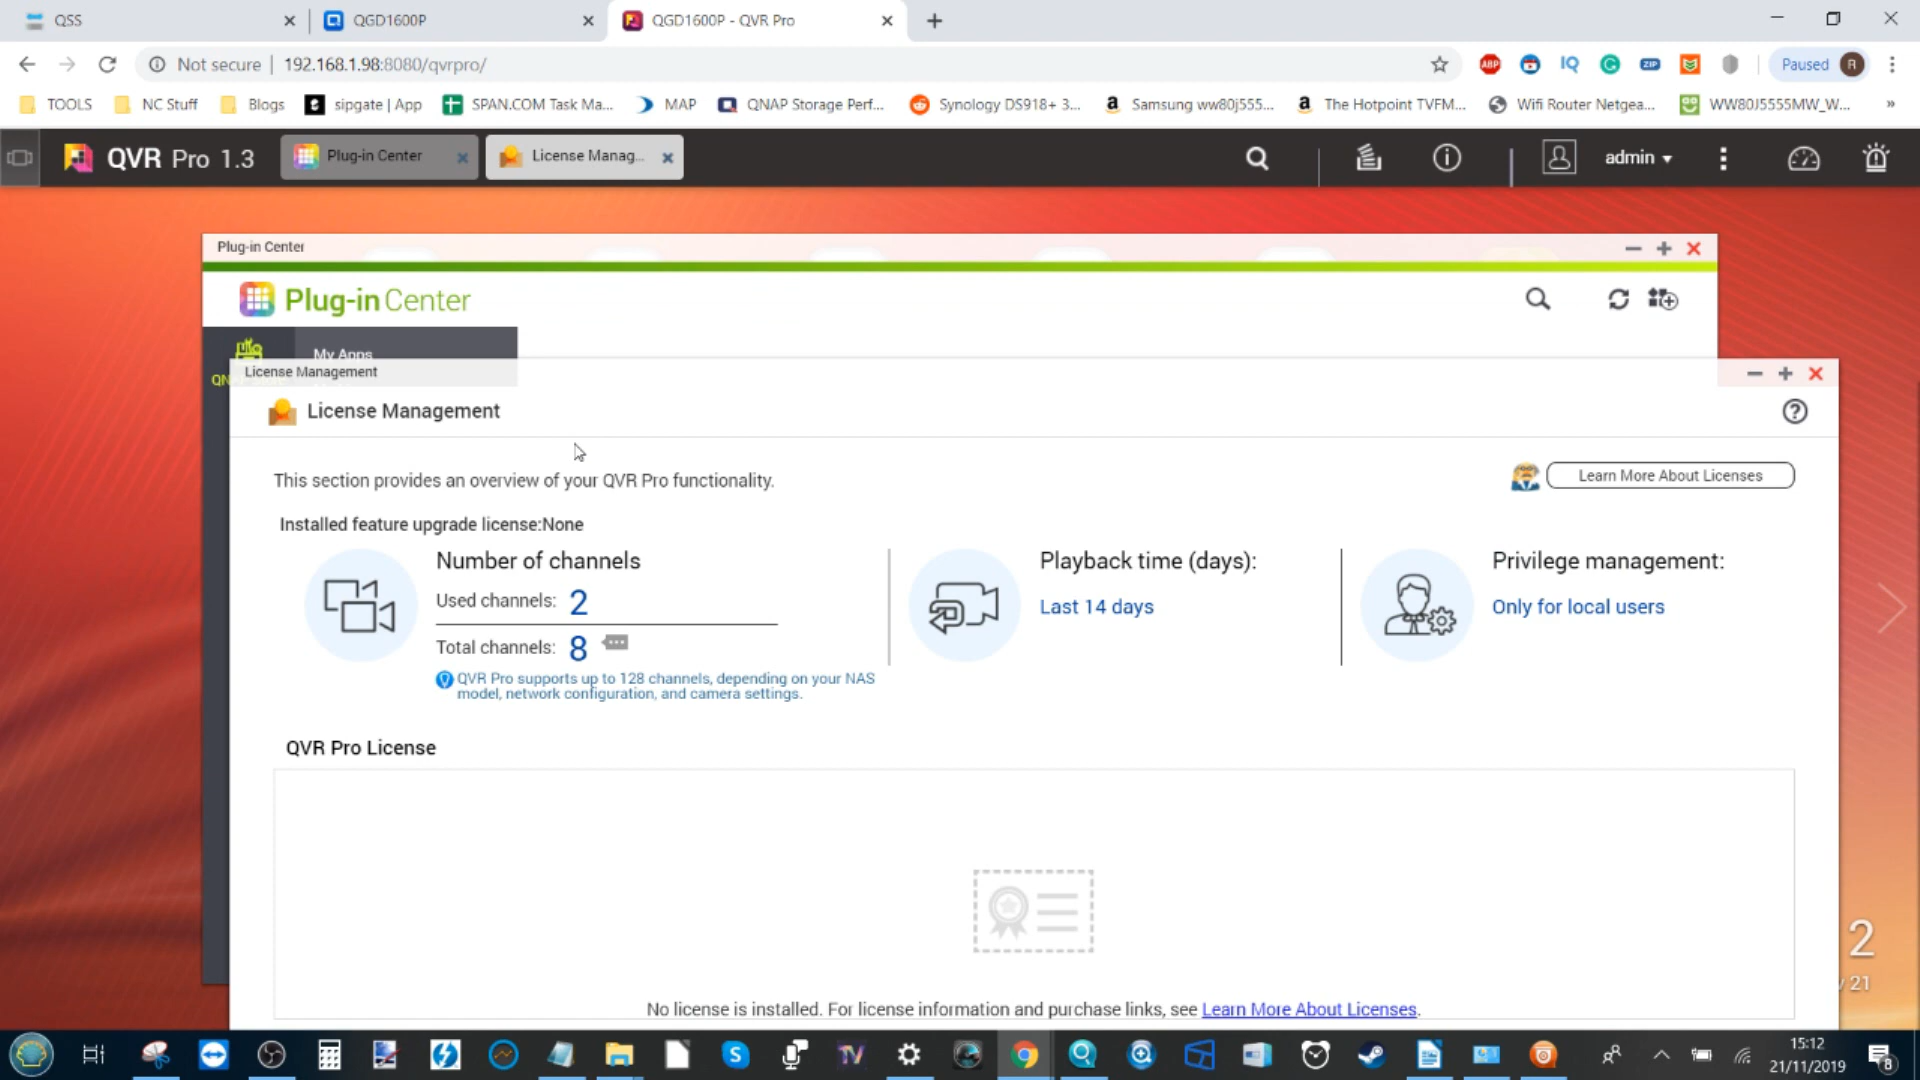 QSS
QGD1600P
QGD1600P - QVR Pro
Not secure
192.168.1.98:8080/qvrpro/
ABP
IQ
ZIP
Paused
R
TOOLS
NC Stuff
Blogs
sipgate | App
SPAN.COM Task Ma...
MAP
QNAP Storage Perf...
Synology DS918+ 3...
Samsung ww80j555...
The Hotpoint TVFM...
Wifi Router Netgea...
WW80J5555MW_W...
»
QVR Pro 1.3
Plug-in Center
License Manag...
admin
Plug-in Center
Plug-in Center
My Apps
QN
License Management
License Management
This section provides an overview of your QVR Pro functionality.
Learn More About Licenses
Installed feature upgrade license:None
Number of channels
Used channels: 2
Total channels: 8
QVR Pro supports up to 128 channels, depending on your NAS
model, network configuration, and camera settings.
Playback time (days):
Last 14 days
Privilege management:
Only for local users
QVR Pro License
No license is installed. For license information and purchase links, see Learn More About Licenses.
2
21
15:12
21/11/2019
8